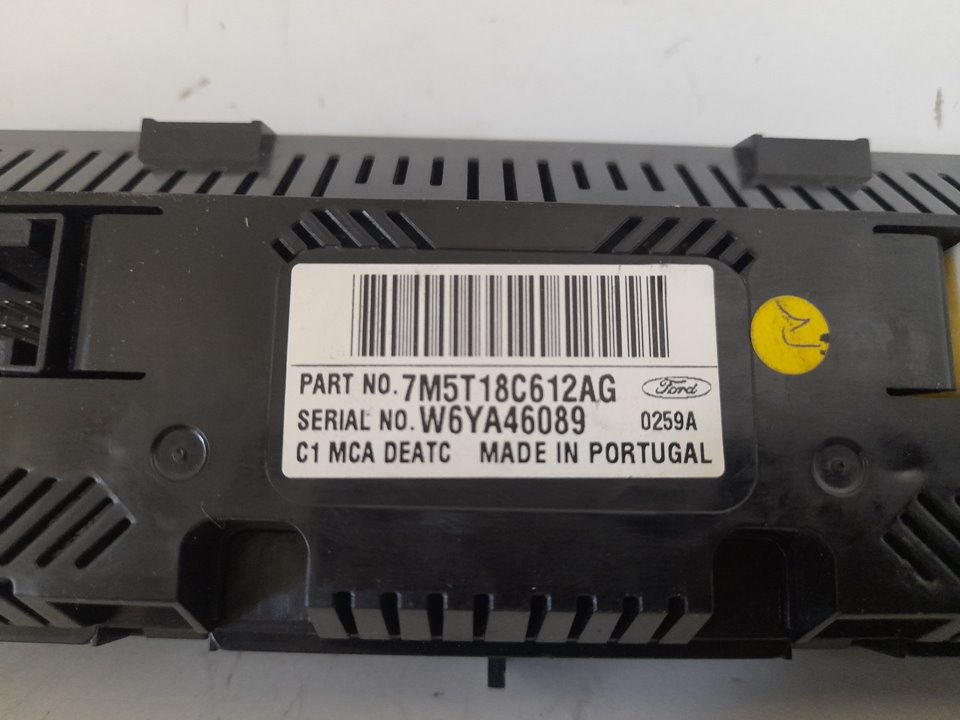 PART NO. 7M5T18C612AG Ford
SERIAL NO. W6YA46089 0259A
C1 MCA DEATC MADE IN PORTUGAL